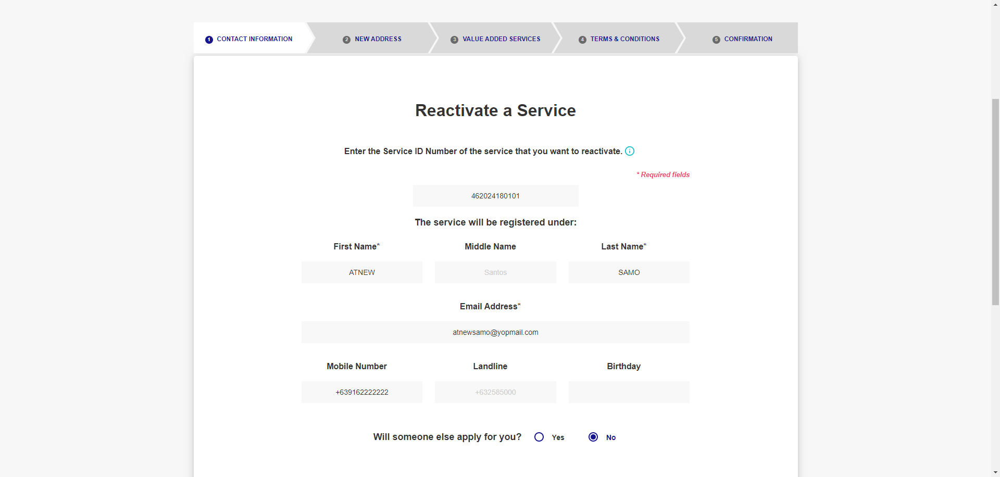 1 CONTACT INFORMATION
2 NEW ADDRESS
3 VALUE ADDED SERVICES
4 TERMS & CONDITIONS
5 CONFIRMATION
Reactivate a Service
Enter the Service ID Number of the service that you want to reactivate.
* Required fields
462024180101
The service will be registered under:
First Name* Middle Name Last Name*
ATNEW Santos SAMO
Email Address*
atnewsamo@yopmail.com
Mobile Number Landline Birthday
+639162222222 +632585000
Will someone else apply for you? Yes No